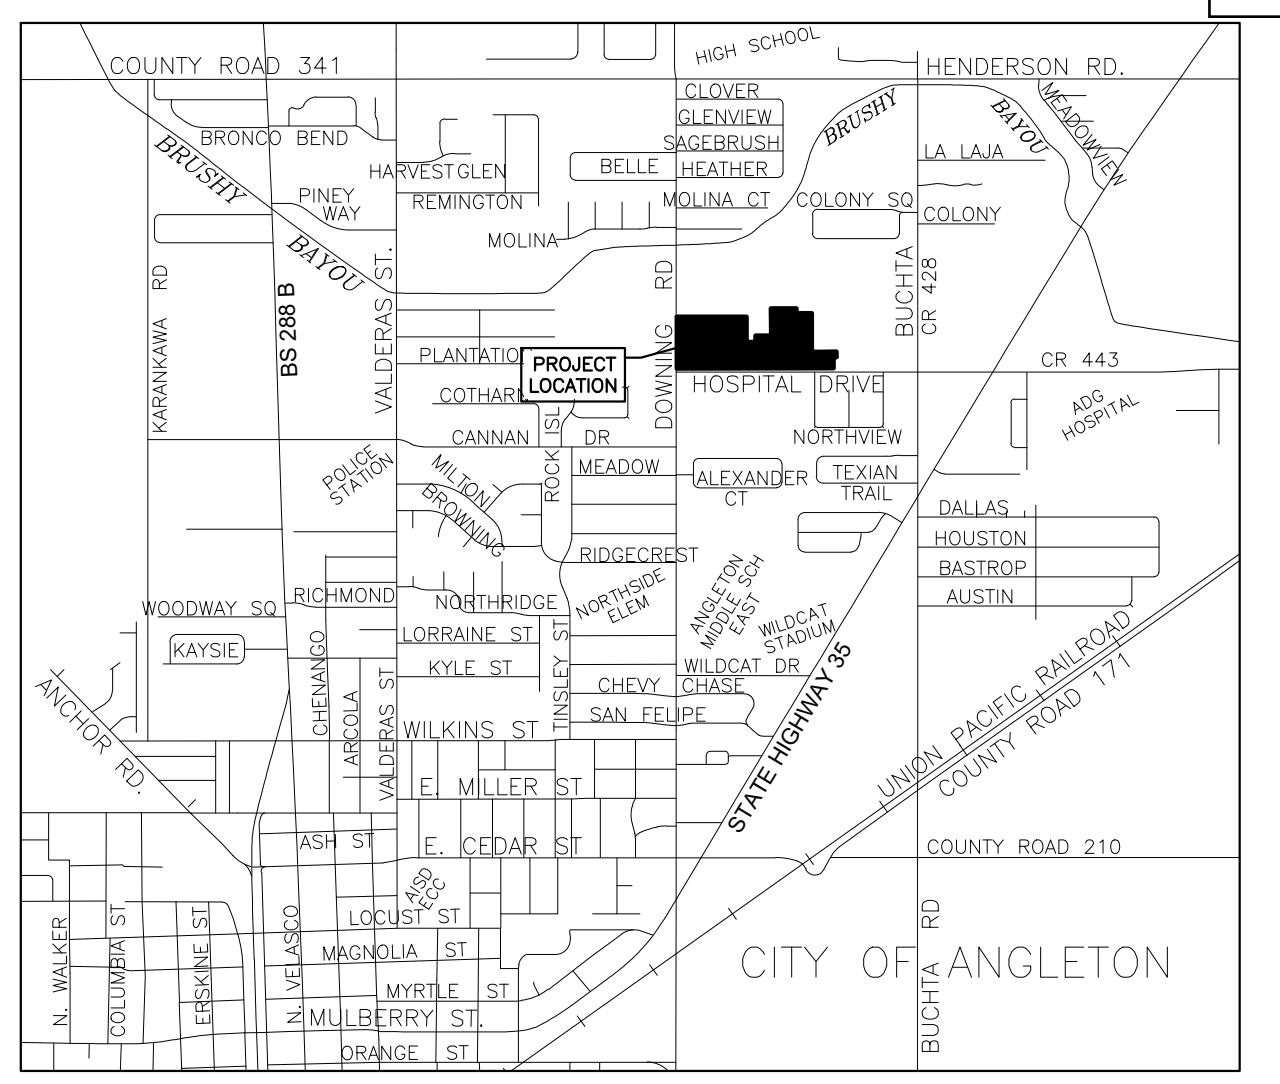 HIGH SCHOOL
COUNTY ROAD 341
HENDERSON RD.
CLOVER
GLENVIEW
SAGEBRUSH
HEATHER
BELLE
BRUSHY
BAYOU
MEADOWVIEW
BRONCO BEND
BRUSHY
BAYOU
HARVEST GLEN
REMINGTON
PINEY
WAY
LA LAJA
MOLINA CT
COLONY SQ
COLONY
MOLINA
KARANKAWA RD
BS 288 B
VALDERAS ST.
DOWNING RD
BUCHTA
CR 428
PLANTATIO
PROJECT
LOCATION
COTHARN
HOSPITAL DRIVE
CR 443
ADG
HOSPITAL
CANNAN DR
ROCK ISL
NORTHVIEW
POLICE
STATION
MILTON
BROWNING
MEADOW
ALEXANDER
CT
TEXIAN
TRAIL
DALLAS
HOUSTON
BASTROP
AUSTIN
RIDGECREST
NORTHSIDE
ELEM
ANGLETON
MIDDLE SCH
EAST
WILDCAT
STADIUM
RICHMOND
NORTHRIDGE
WOODWAY SQ
KAYSIE
LORRAINE ST
KYLE ST
TINSLEY ST
WILDCAT DR
CHEVY CHASE
SAN FELIPE
CHENANGO
ARCOLA
VALDERAS ST
WILKINS ST
ANCHOR RD.
STATE HIGHWAY 35
UNION PACIFIC RAILROAD
COUNTY ROAD 171
E. MILLER ST
ASH ST
E. CEDAR ST
COUNTY ROAD 210
AISD
ECC
LOCUST ST
MAGNOLIA ST
MYRTLE ST
MULBERRY ST.
ORANGE ST
N. WALKER
COLUMBIA ST
ERSKINE ST
N. VELASCO
BUCHTA RD
CITY OF ANGLETON